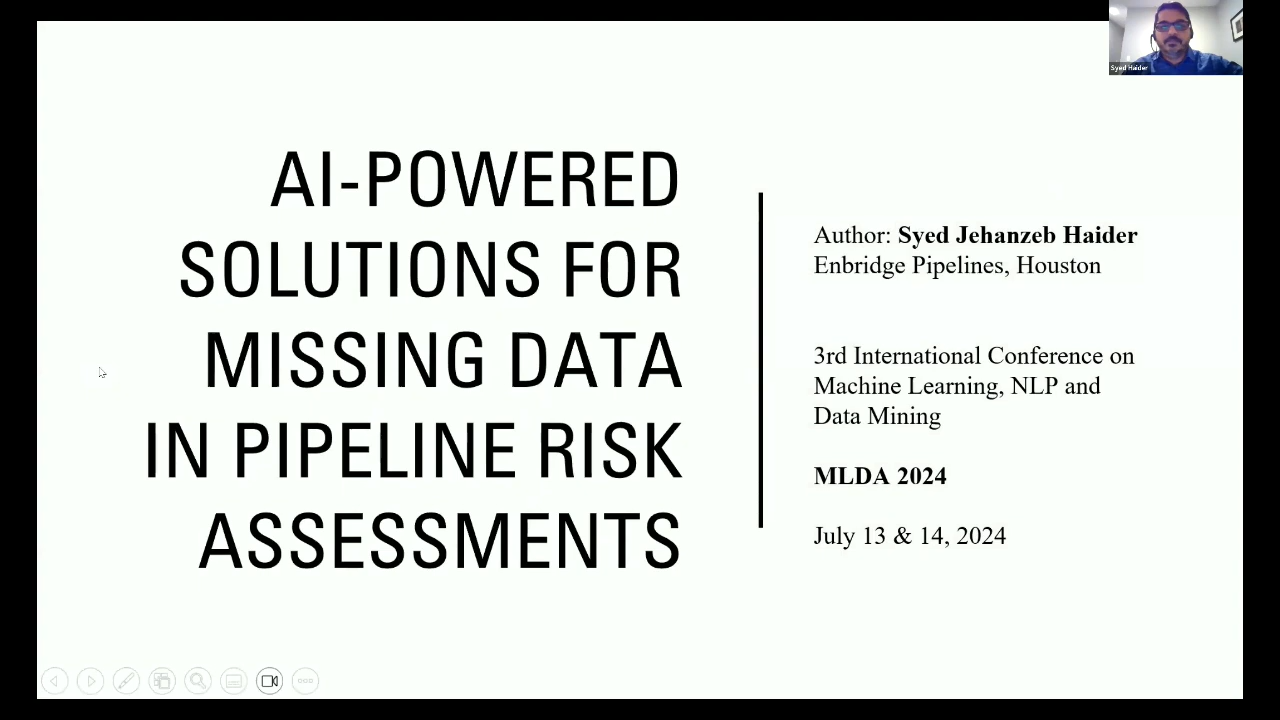 Syed Haider
AI-POWERED
SOLUTIONS FOR
MISSING DATA
IN PIPELINE RISK
ASSESSMENTS
Author: Syed Jehanzeb Haider
Enbridge Pipelines, Houston
3rd International Conference on
Machine Learning, NLP and
Data Mining
MLDA 2024
July 13 & 14, 2024